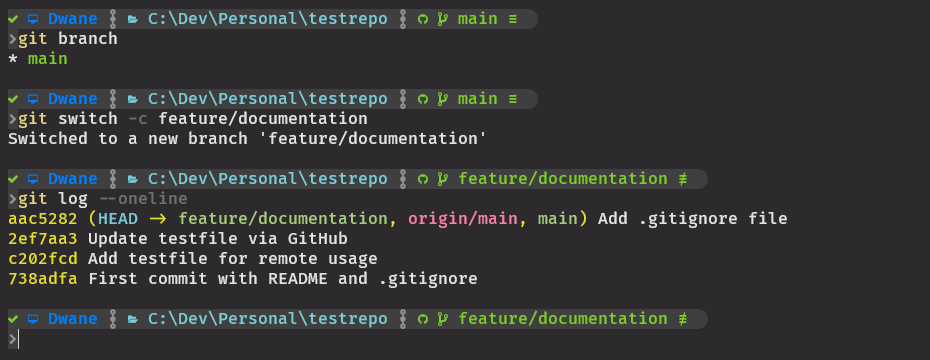 ✔ Dwane C:\Dev\Personal\testrepo main ≡
❯git branch
* main
✔ Dwane C:\Dev\Personal\testrepo main ≡
❯git switch -c feature/documentation
Switched to a new branch 'feature/documentation'
✔ Dwane C:\Dev\Personal\testrepo feature/documentation ≢
❯git log --oneline
aac5282 (HEAD -> feature/documentation, origin/main, main) Add .gitignore file
2ef7aa3 Update testfile via GitHub
c202fcd Add testfile for remote usage
738adfa First commit with README and .gitignore
✔ Dwane C:\Dev\Personal\testrepo feature/documentation ≢
❯